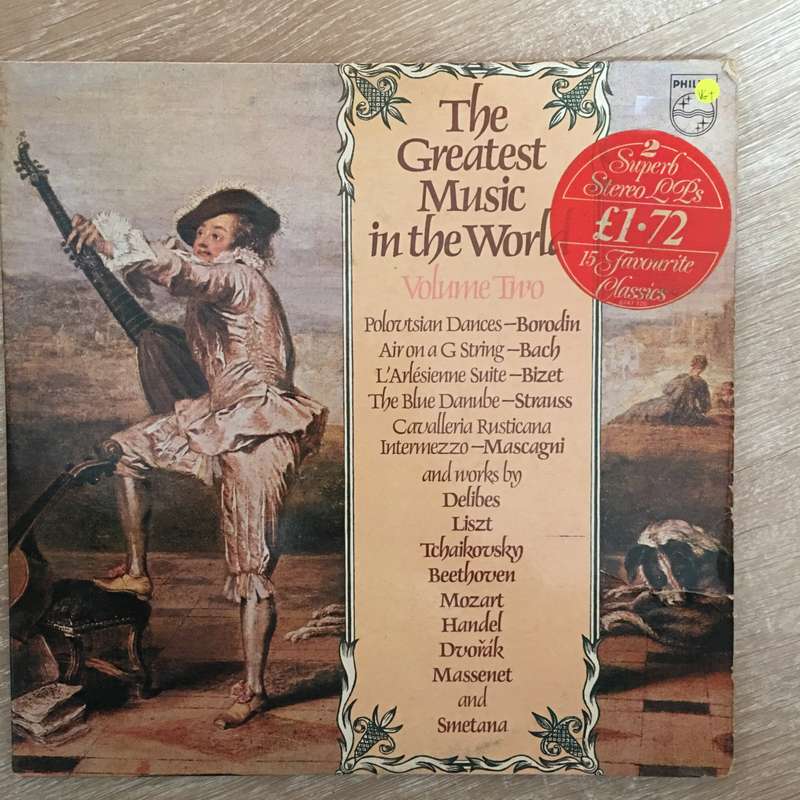 The
Greatest
Music
in the World
Volume Two
Polovtsian Dances—Borodin
Air on a G String—Bach
L'Arlésienne Suite—Bizet
The Blue Danube—Strauss
Cavalleria Rusticana
Intermezzo—Mascagni
and works by
Delibes
Liszt
Tchaikovsky
Beethoven
Mozart
Handel
Dvořák
Massenet
and
Smetana
VG+
2
Superb
Stereo LPs
£1·72
15 Favourite
Classics